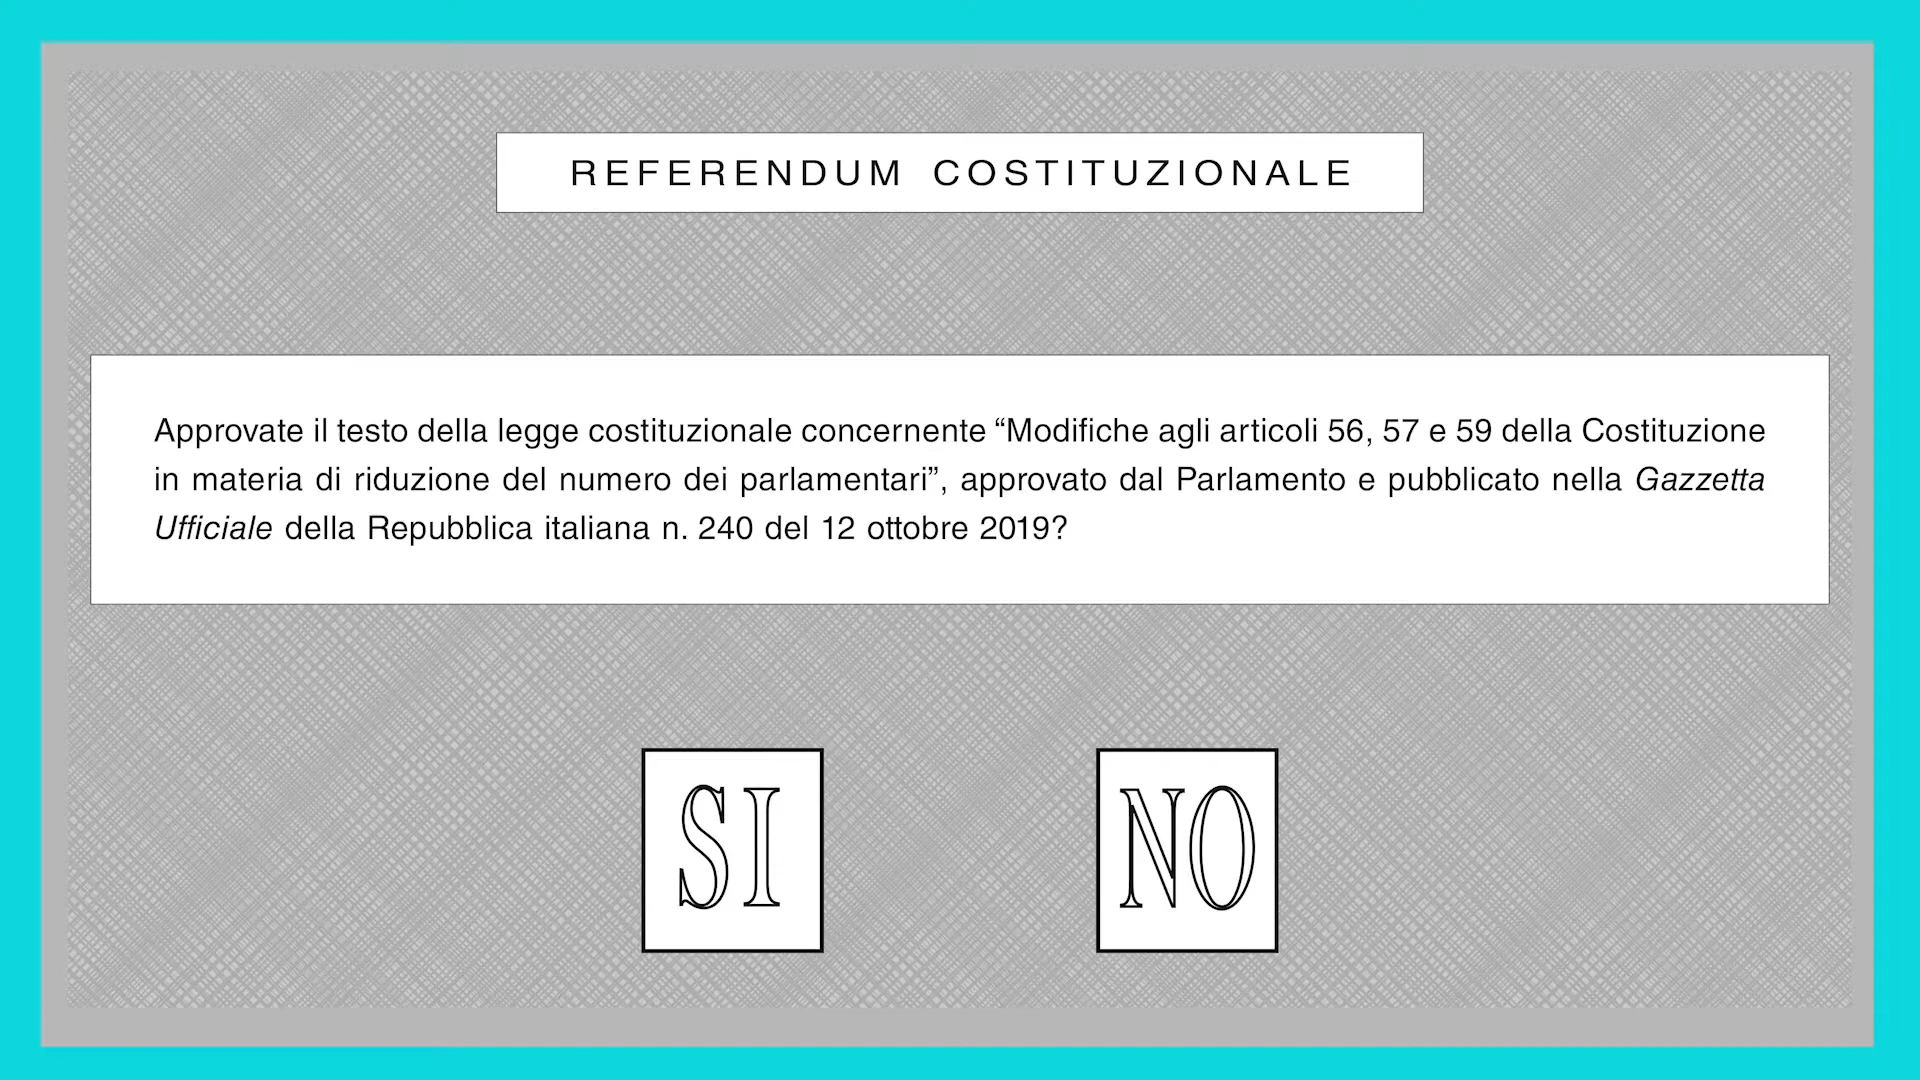 REFERENDUM COSTITUZIONALE
Approvate il testo della legge costituzionale concernente “Modifiche agli articoli 56, 57 e 59 della Costituzione
in materia di riduzione del numero dei parlamentari”, approvato dal Parlamento e pubblicato nella Gazzetta
Ufficiale della Repubblica italiana n. 240 del 12 ottobre 2019?
SI
NO